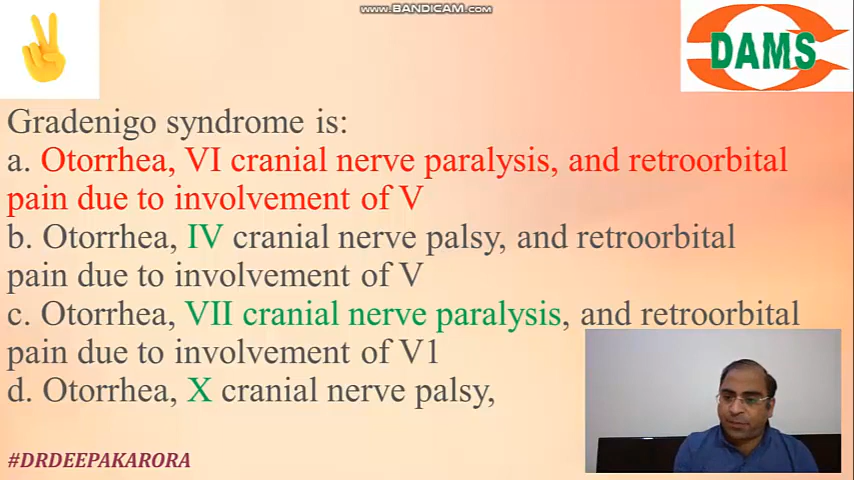 www.BANDICAM.com
DAMS
Gradenigo syndrome is:
a. Otorrhea, VI cranial nerve paralysis, and retroorbital
pain due to involvement of V
b. Otorrhea, IV cranial nerve palsy, and retroorbital
pain due to involvement of V
c. Otorrhea, VII cranial nerve paralysis, and retroorbital
pain due to involvement of V1
d. Otorrhea, X cranial nerve palsy,
#DRDEEPAKARORA